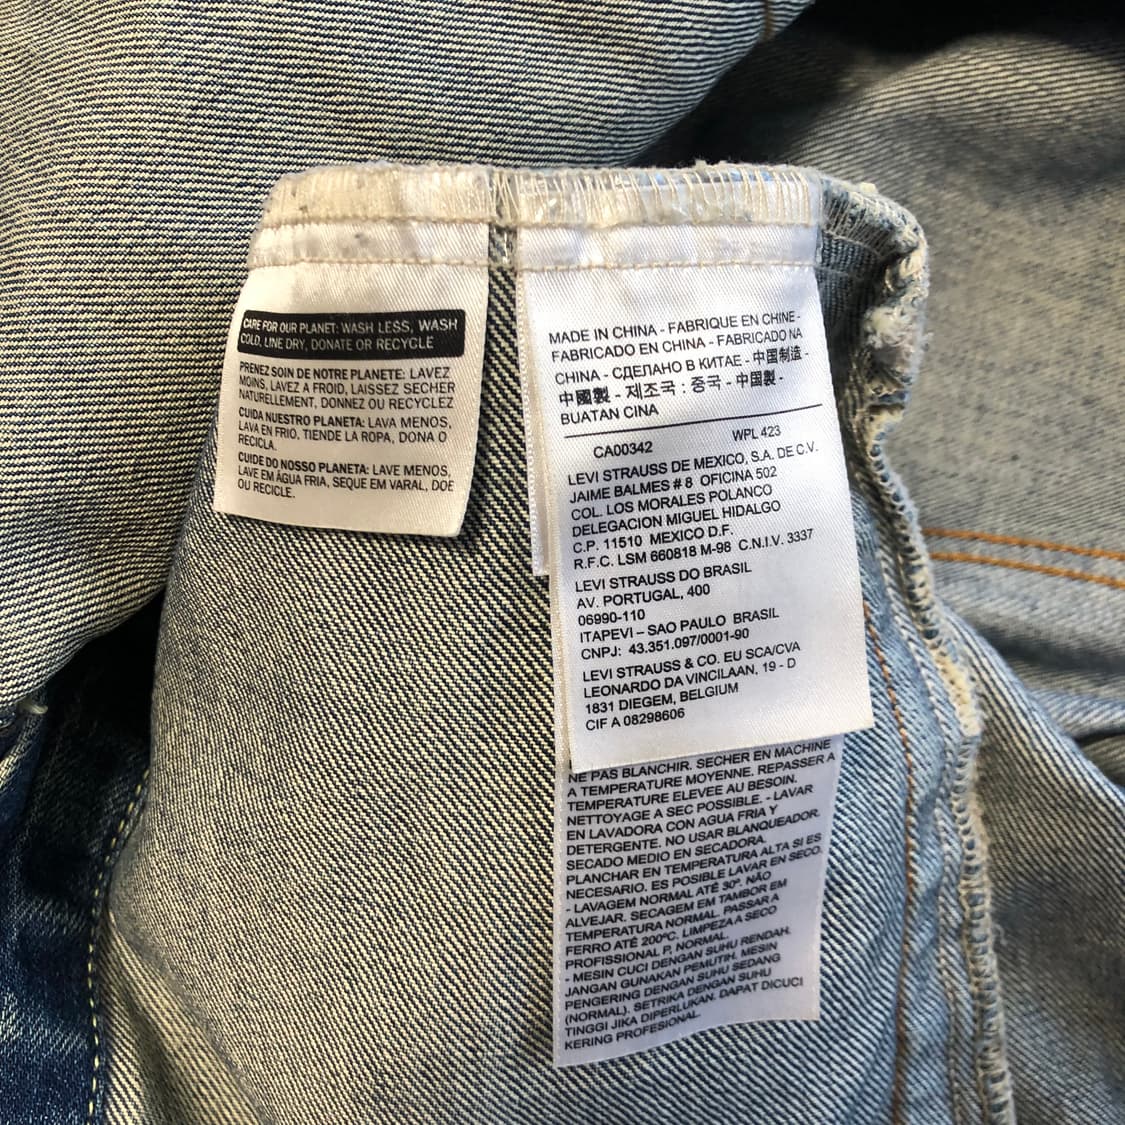 CARE FOR OUR PLANET: WASH LESS, WASH
COLD, LINE DRY, DONATE OR RECYCLE
PRENEZ SOIN DE NOTRE PLANETE: LAVEZ
MOINS, LAVEZ A FROID, LAISSEZ SECHER
NATURELLEMENT, DONNEZ OU RECYCLEZ
CUIDA NUESTRO PLANETA: LAVA MENOS,
LAVA EN FRIO, TIENDE LA ROPA, DONA O
RECICLA.
CUIDE DO NOSSO PLANETA: LAVE MENOS,
LAVE EM ÁGUA FRIA, SEQUE EM VARAL, DOE
OU RECICLE.
MADE IN CHINA - FABRIQUE EN CHINE -
FABRICADO EN CHINA - FABRICADO NA
CHINA - СДЕЛАНО В КИТАЕ - 中国制造 -
中國製 - 제조국 : 중국 - 中国製 -
BUATAN CINA
CA00342 WPL 423
LEVI STRAUSS DE MEXICO, S.A. DE C.V.
JAIME BALMES # 8 OFICINA 502
COL. LOS MORALES POLANCO
DELEGACION MIGUEL HIDALGO
C.P. 11510 MEXICO D.F.
R.F.C. LSM 660818 M-98 C.N.I.V. 3337
LEVI STRAUSS DO BRASIL
AV. PORTUGAL, 400
06990-110
ITAPEVI – SAO PAULO BRASIL
CNPJ: 43.351.097/0001-90
LEVI STRAUSS & CO. EU SCA/CVA
LEONARDO DA VINCILAAN, 19 - D
1831 DIEGEM, BELGIUM
CIF A 08298606
NE PAS BLANCHIR. SECHER EN MACHINE
A TEMPERATURE MOYENNE. REPASSER A
TEMPERATURE ELEVEE AU BESOIN.
NETTOYAGE A SEC POSSIBLE. - LAVAR
EN LAVADORA CON AGUA FRIA Y
DETERGENTE. NO USAR BLANQUEADOR.
SECADO MEDIO EN SECADORA.
PLANCHAR EN TEMPERATURA ALTA SI ES
NECESARIO. ES POSIBLE LAVAR EN SECO.
- LAVAGEM NORMAL ATÉ 30º. NÃO
ALVEJAR. SECAGEM EM TAMBOR EM
TEMPERATURA NORMAL. PASSAR A
FERRO ATÉ 200ºC. LIMPEZA A SECO
PROFISSIONAL P, NORMAL.
- MESIN CUCI DENGAN SUHU RENDAH.
JANGAN GUNAKAN PEMUTIH. MESIN
PENGERING DENGAN SUHU SEDANG
(NORMAL). SETRIKA DENGAN SUHU
TINGGI JIKA DIPERLUKAN. DAPAT DICUCI
KERING PROFESIONAL.